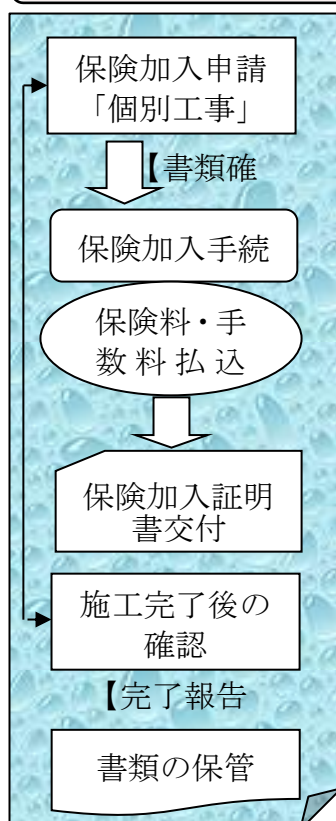 保険加入申請
「個別工事」
【書類確
保険加入手続
保険料・手
数料払込
保険加入証明
書交付
施工完了後の
確認
【完了報告
書類の保管